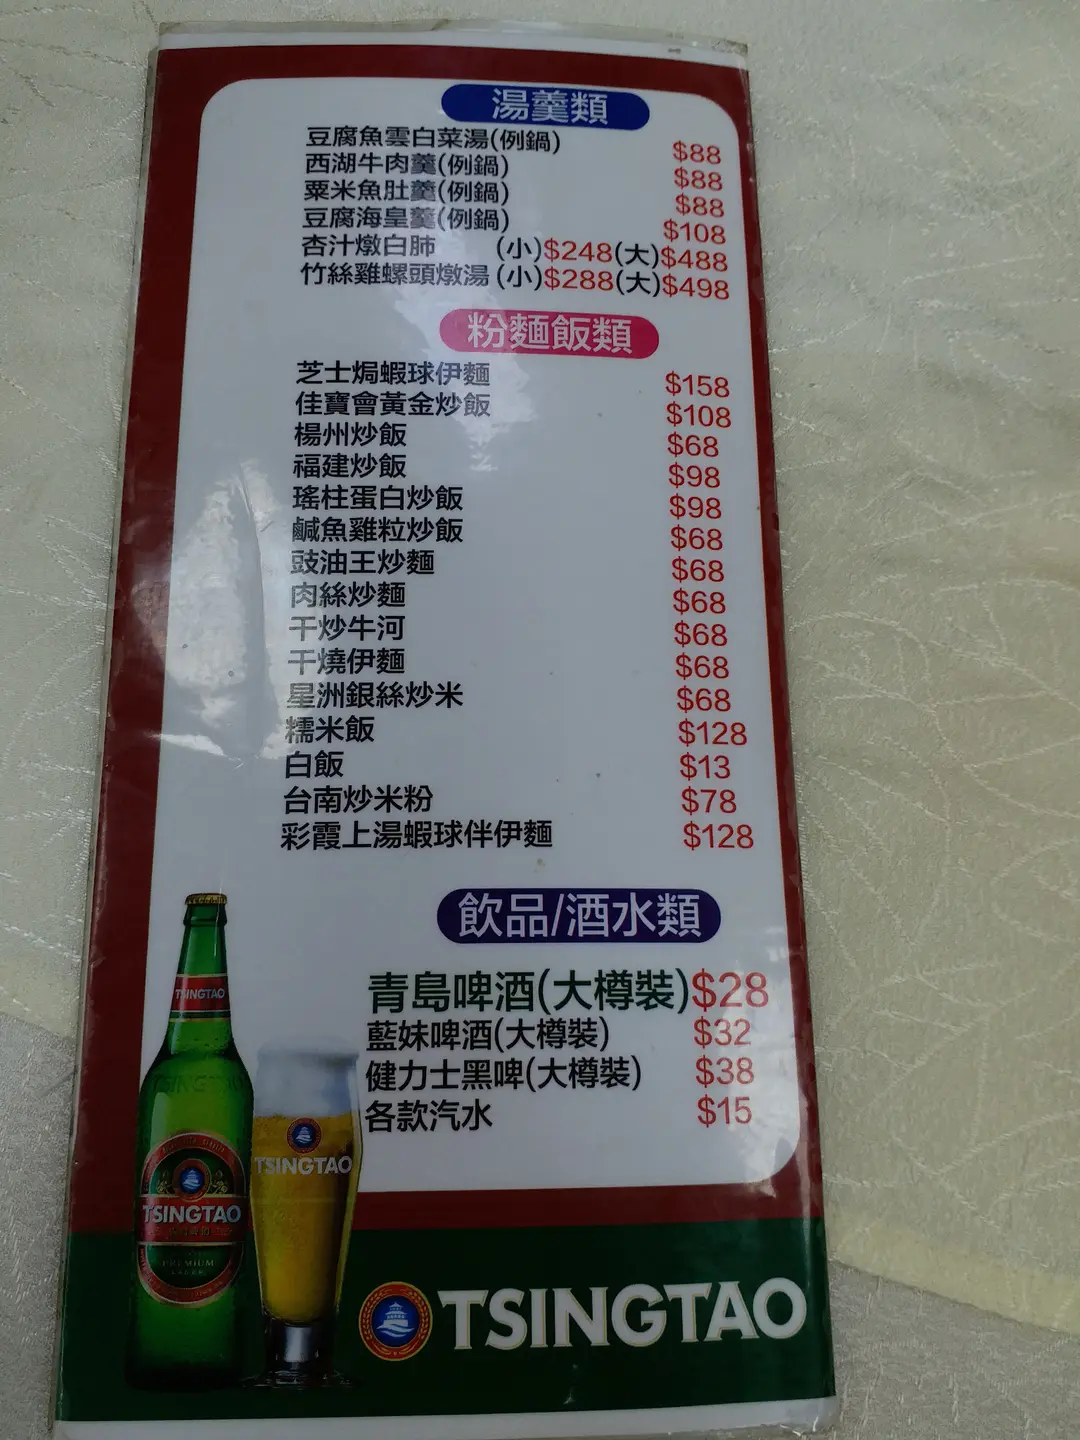 湯羹類
豆腐魚雲白菜湯(例鍋) $88
西湖牛肉羹(例鍋) $88
粟米魚肚羹(例鍋) $88
豆腐海皇羹(例鍋) $108
杏汁燉白肺 (小)$248(大)$488
竹絲雞螺頭燉湯 (小)$288(大)$498
粉麵飯類
芝士焗蝦球伊麵 $158
佳寶會黃金炒飯 $108
楊州炒飯 $68
福建炒飯 $98
瑤柱蛋白炒飯 $98
鹹魚雞粒炒飯 $68
豉油王炒麵 $68
肉絲炒麵 $68
干炒牛河 $68
干燒伊麵 $68
星洲銀絲炒米 $68
糯米飯 $128
白飯 $13
台南炒米粉 $78
彩霞上湯蝦球伴伊麵 $128
飲品/酒水類
青島啤酒(大樽裝)$28
藍妹啤酒(大樽裝) $32
健力士黑啤(大樽裝) $38
各款汽水 $15
TSINGTAO
TSINGTAO
TSINGTAO
TSINGTAO
PREMIUM
TSINGTAO